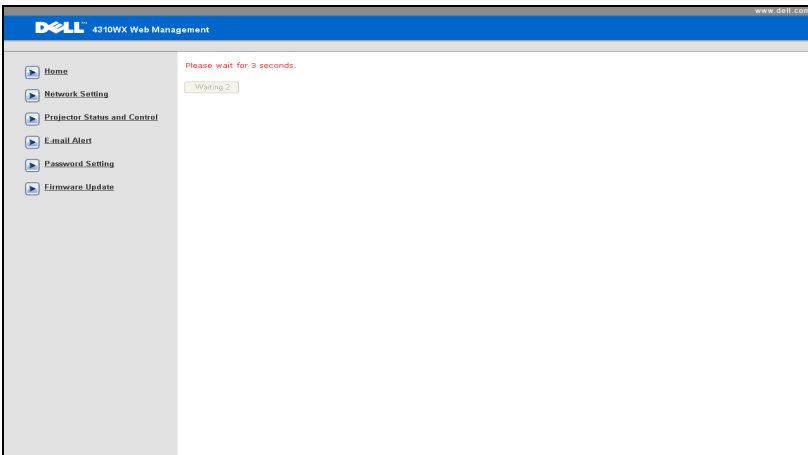 www.dell.com
DELL™ 4310WX Web Management
Home
Network Setting
Projector Status and Control
E-mail Alert
Password Setting
Firmware Update
Please wait for 3 seconds.
Waiting 2